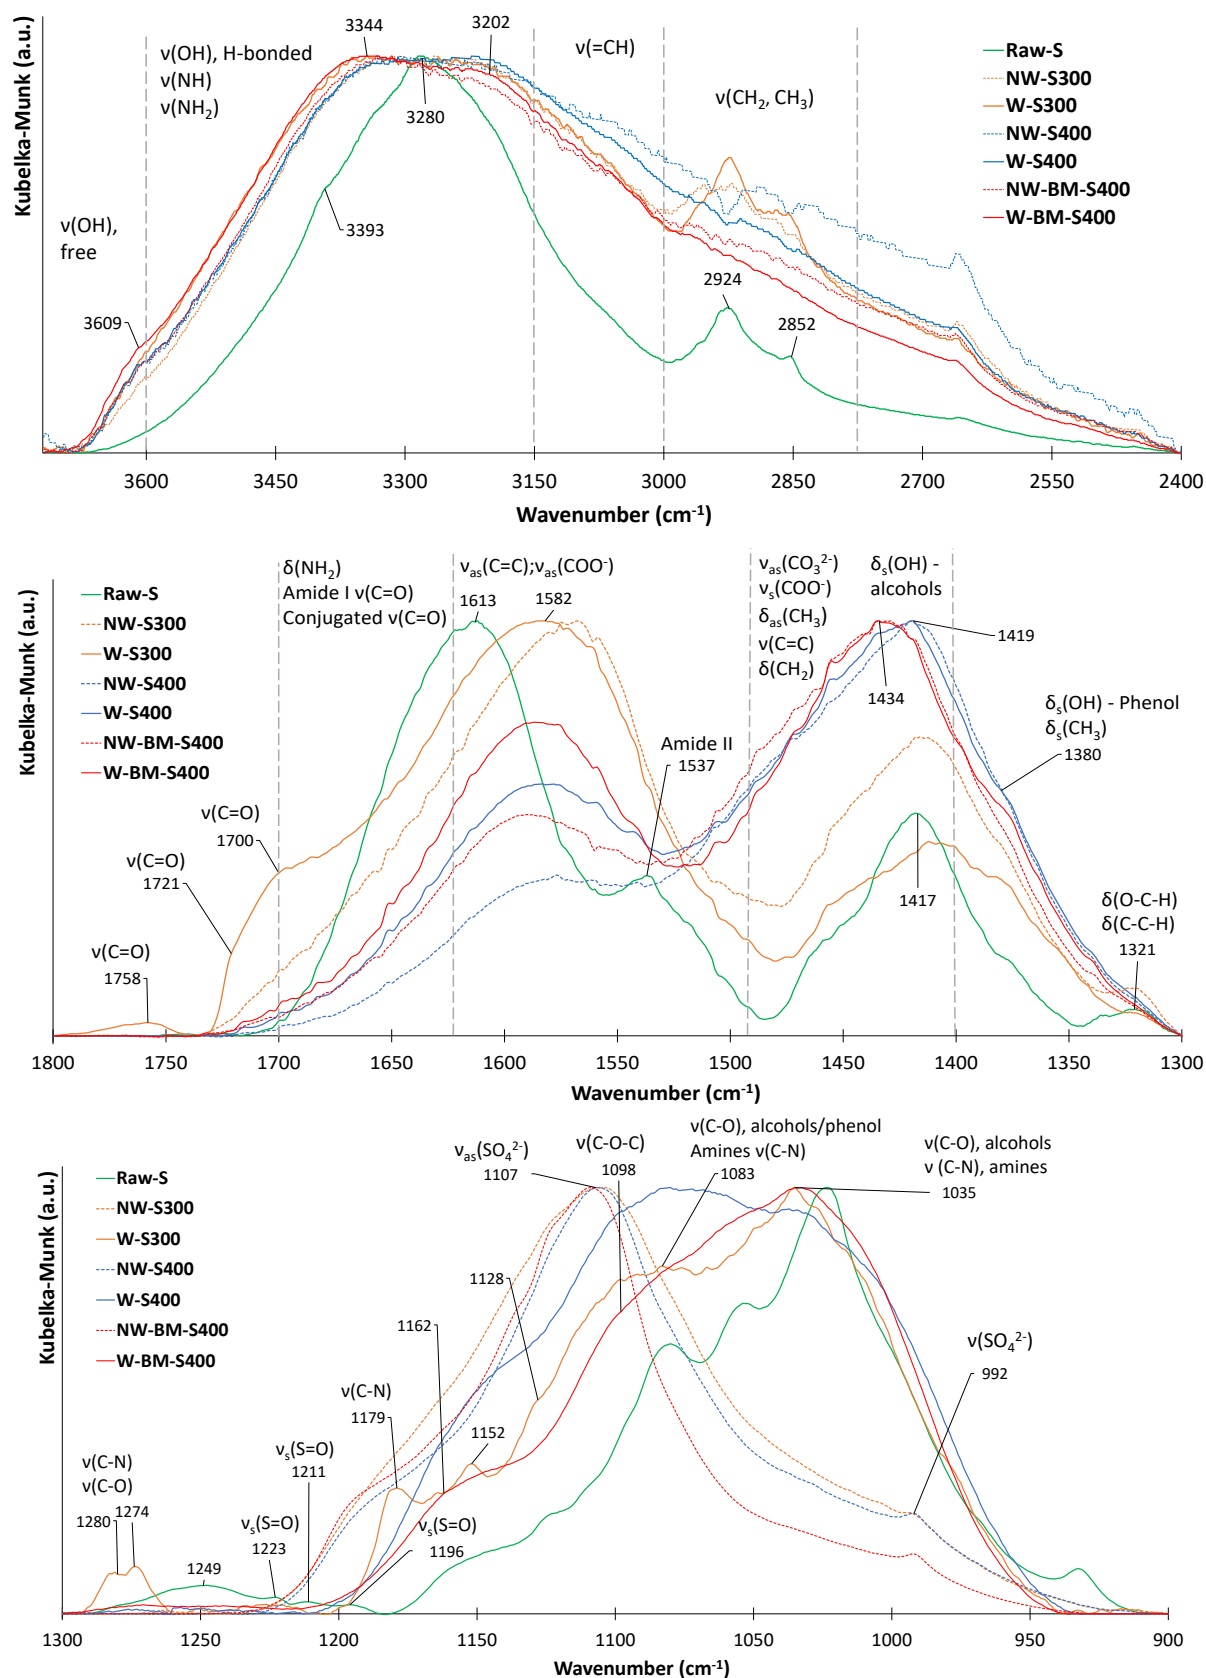 Kubelka-Munk (a.u.)
ν(OH), free
3609
ν(OH), H-bonded
ν(NH)
ν(NH₂)
3344
3202
3280
3393
ν(=CH)
ν(CH₂, CH₃)
2924
2852
Raw-S
NW-S300
W-S300
NW-S400
W-S400
NW-BM-S400
W-BM-S400
3600 3450 3300 3150 3000 2850 2700 2550 2400
Wavenumber (cm⁻¹)
Kubelka-Munk (a.u.)
Raw-S
NW-S300
W-S300
NW-S400
W-S400
NW-BM-S400
W-BM-S400
δ(NH₂)
Amide I ν(C=O)
Conjugated ν(C=O)
νas(C=C);νas(COO⁻)
1613
1582
νas(CO₃²⁻)
νs(COO⁻)
δas(CH₃)
ν(C=C)
δ(CH₂)
δs(OH) -
alcohols
1419
1434
δs(OH) - Phenol
δs(CH₃)
1380
Amide II
1537
ν(C=O)
1700
ν(C=O)
1721
ν(C=O)
1758
1417
δ(O-C-H)
δ(C-C-H)
1321
1800 1750 1700 1650 1600 1550 1500 1450 1400 1350 1300
Wavenumber (cm⁻¹)
Kubelka-Munk (a.u.)
Raw-S
NW-S300
W-S300
NW-S400
W-S400
NW-BM-S400
W-BM-S400
νas(SO₄²⁻)
1107
ν(C-O-C)
1098
ν(C-O), alcohols/phenol
Amines ν(C-N)
1083
ν(C-O), alcohols
ν (C-N), amines
1035
1128
1162
ν(C-N)
1179
1152
ν(SO₄²⁻)
992
ν(C-N)
ν(C-O)
1280
1274
1249
νs(S=O)
1223
νs(S=O)
1211
νs(S=O)
1196
1300 1250 1200 1150 1100 1050 1000 950 900
Wavenumber (cm⁻¹)